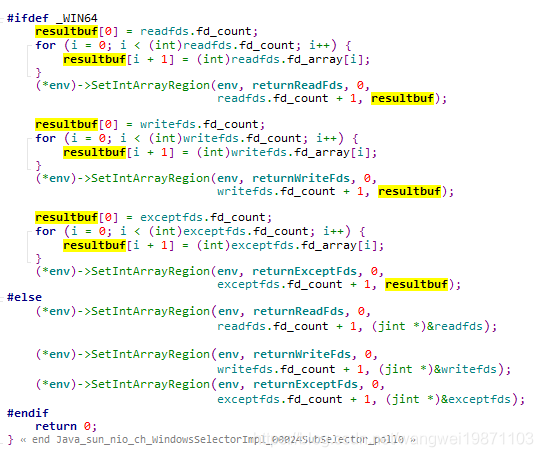 #ifdef _WIN64
    resultbuf[0] = readfds.fd_count;
    for (i = 0; i < (int)readfds.fd_count; i++) {
        resultbuf[i + 1] = (int)readfds.fd_array[i];
    }
    (*env)->SetIntArrayRegion(env, returnReadFds, 0,
                              readfds.fd_count + 1, resultbuf);

    resultbuf[0] = writefds.fd_count;
    for (i = 0; i < (int)writefds.fd_count; i++) {
        resultbuf[i + 1] = (int)writefds.fd_array[i];
    }
    (*env)->SetIntArrayRegion(env, returnWriteFds, 0,
                              writefds.fd_count + 1, resultbuf);

    resultbuf[0] = exceptfds.fd_count;
    for (i = 0; i < (int)exceptfds.fd_count; i++) {
        resultbuf[i + 1] = (int)exceptfds.fd_array[i];
    }
    (*env)->SetIntArrayRegion(env, returnExceptFds, 0,
                              exceptfds.fd_count + 1, resultbuf);
#else
    (*env)->SetIntArrayRegion(env, returnReadFds, 0,
                              readfds.fd_count + 1, (jint *)&readfds);

    (*env)->SetIntArrayRegion(env, returnWriteFds, 0,
                              writefds.fd_count + 1, (jint *)&writefds);
    (*env)->SetIntArrayRegion(env, returnExceptFds, 0,
                              exceptfds.fd_count + 1, (jint *)&exceptfds);
#endif
    return 0;
} « end Java_sun_nio_ch_WindowsSelectorImpl_00024SubSelector_poll0 »